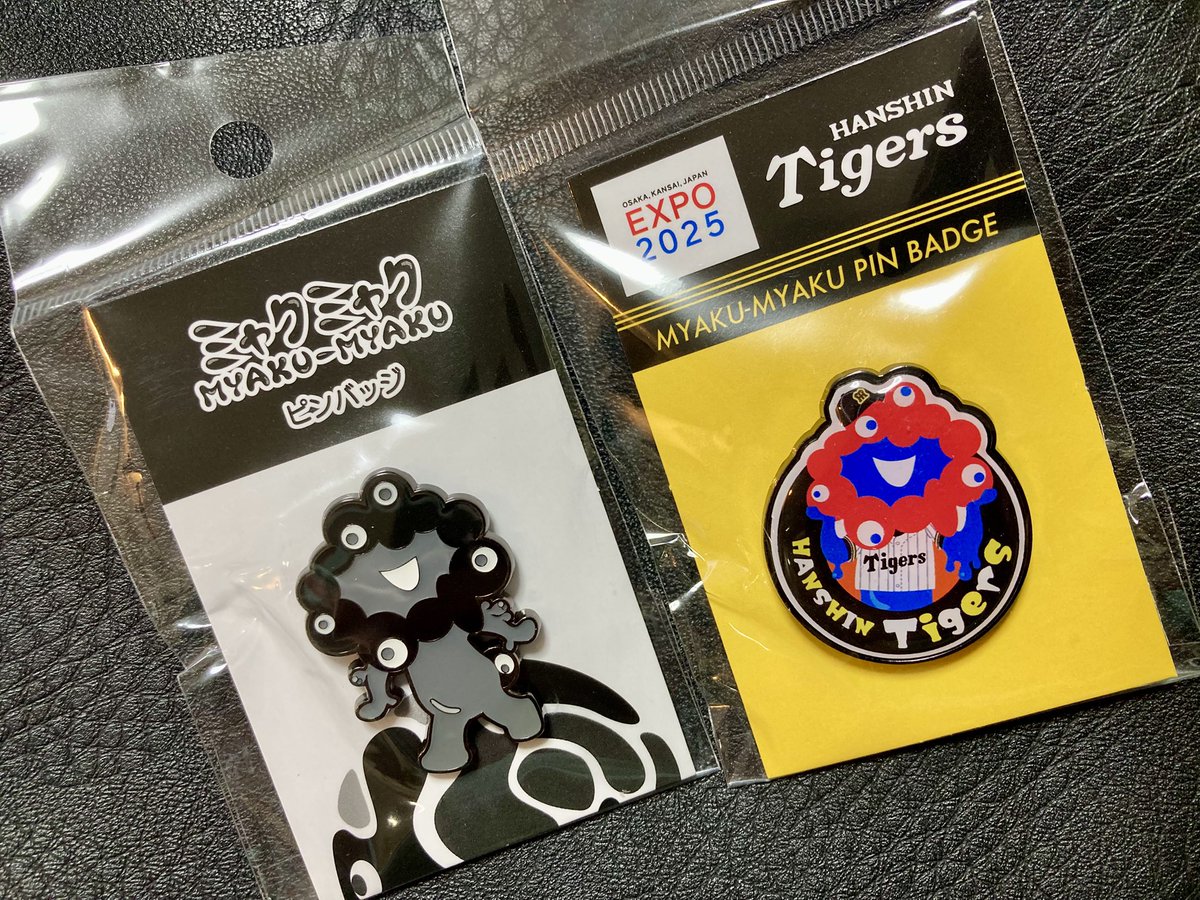 ミャクミャク
MYAKU-MYAKU
ピンバッジ
OSAKA, KANSAI, JAPAN
EXPO
2025
HANSHIN
Tigers
MYAKU-MYAKU PIN BADGE
Tigers
HANSHIN Tigers